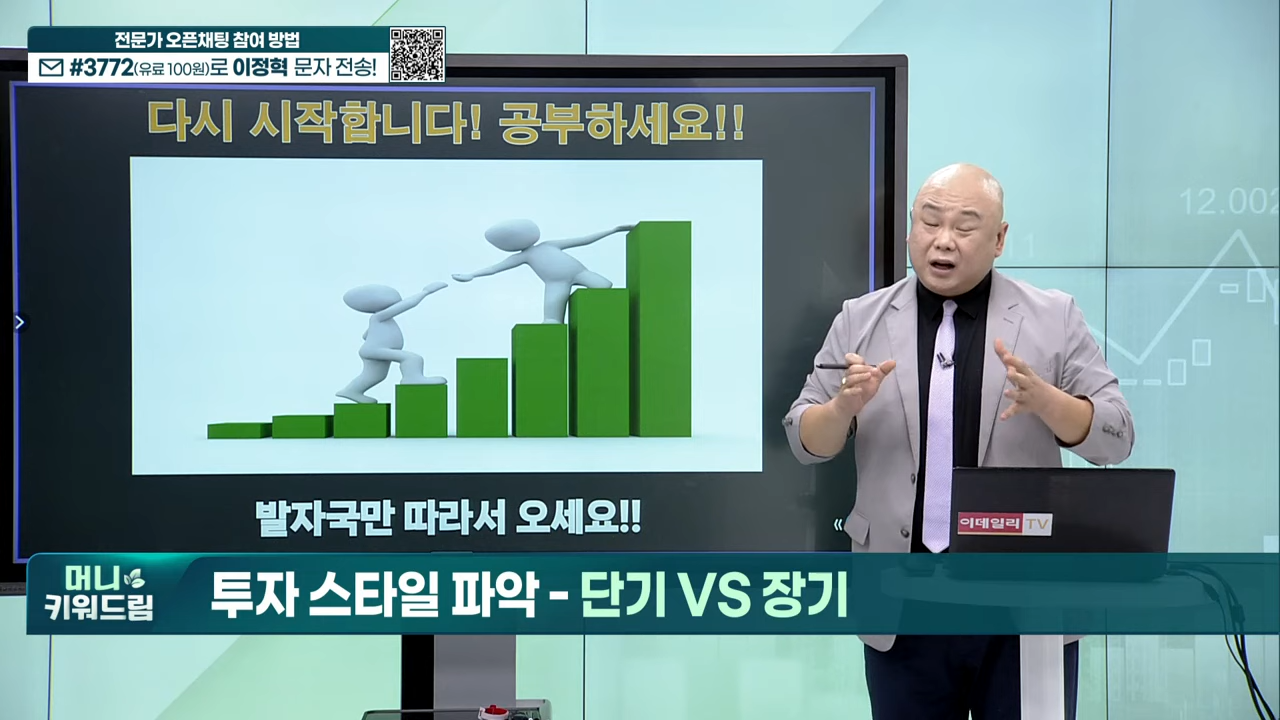 전문가 오픈채팅 참여 방법
#3772(유료 100원)로 이정혁 문자 전송!
다시 시작합니다! 공부하세요!!
12.002
11
발자국만 따라서 오세요!!
이데일리 TV
머니
키워드림
투자 스타일 파악 - 단기 VS 장기